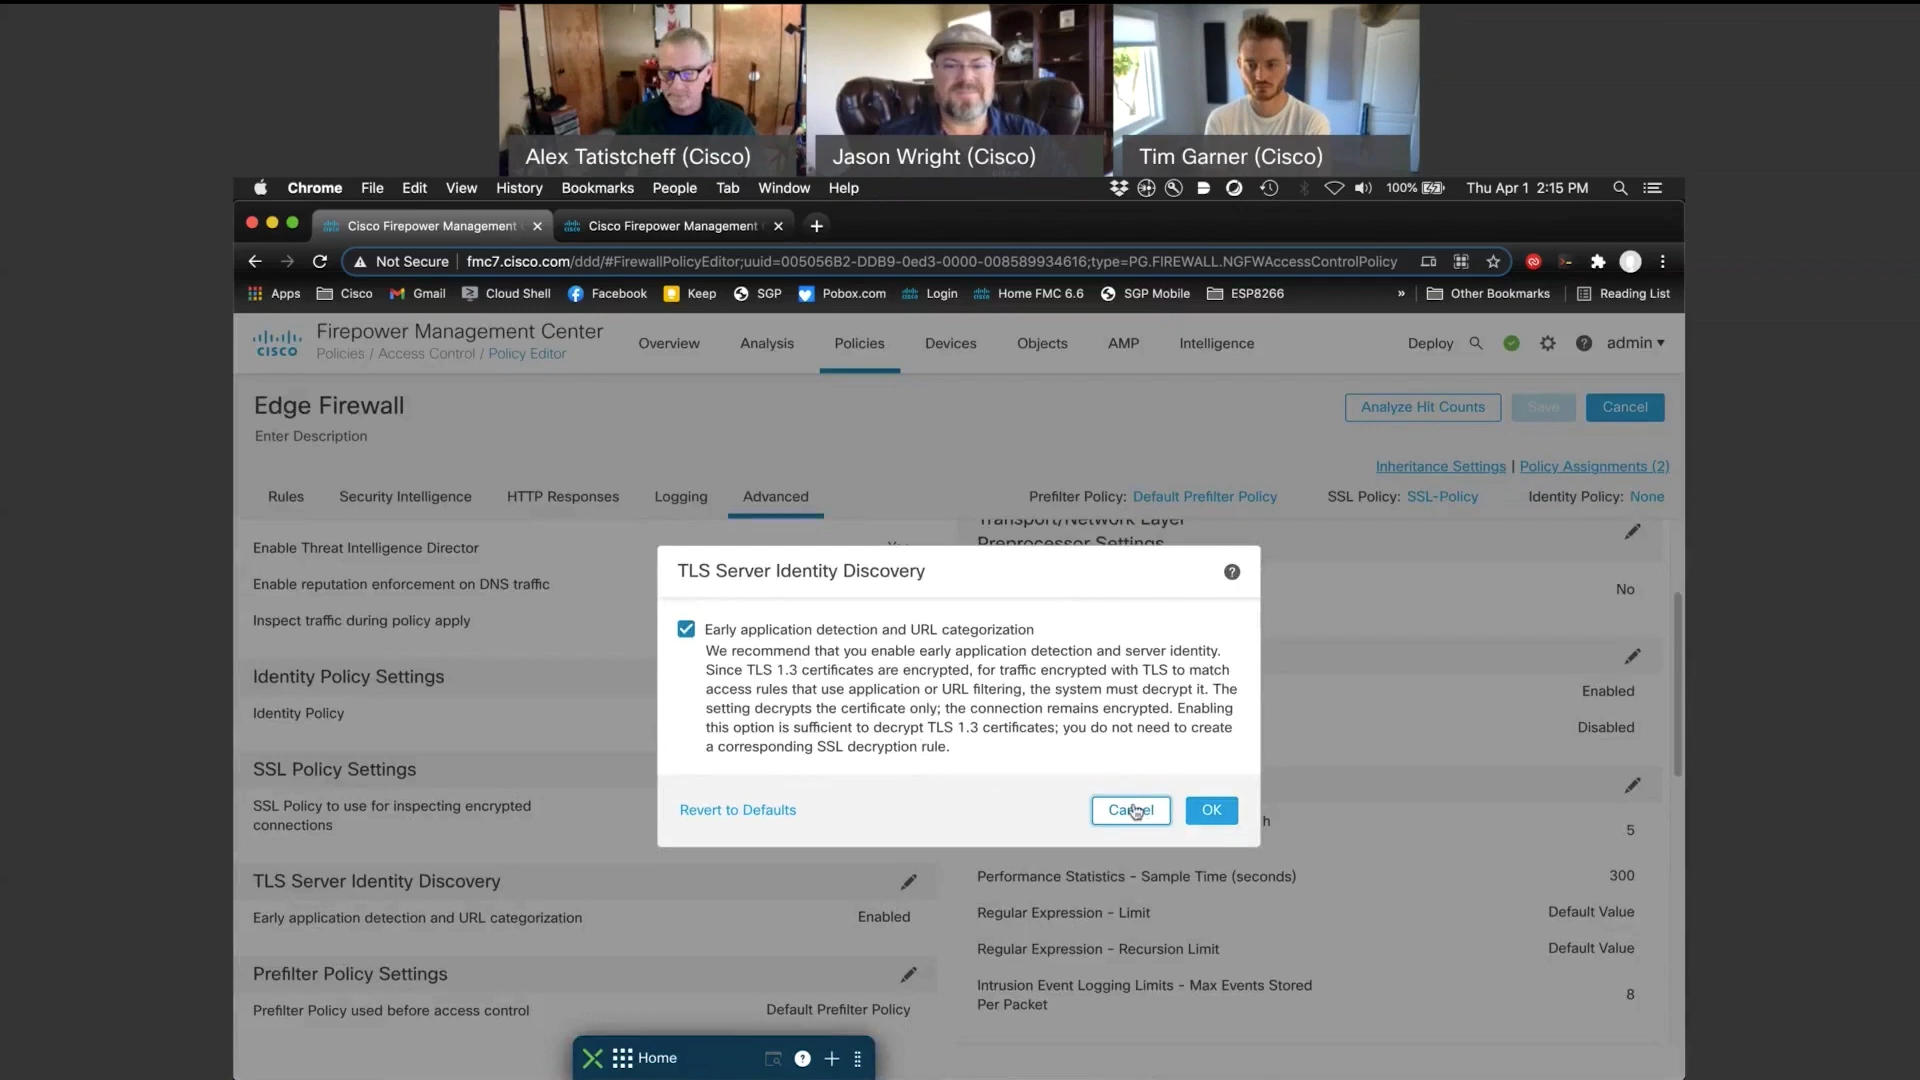 Alex Tatistcheff (Cisco)
Jason Wright (Cisco)
Tim Garner (Cisco)
Chrome File Edit View History Bookmarks People Tab Window Help
100% Thu Apr 1 2:15 PM
Cisco Firepower Management
Cisco Firepower Management
Not Secure fmc7.cisco.com/ddd/#FirewallPolicyEditor;uuid=005056B2-DDB9-0ed3-0000-008589934616;type=PG.FIREWALL.NGFWAccessControlPolicy
Apps Cisco Gmail Cloud Shell Facebook Keep SGP Pobox.com Login Home FMC 6.6 SGP Mobile ESP8266 » Other Bookmarks Reading List
CISCO
Firepower Management Center
Policies / Access Control / Policy Editor
Overview Analysis Policies Devices Objects AMP Intelligence
Deploy admin
Edge Firewall
Enter Description
Analyze Hit Counts Save Cancel
Inheritance Settings | Policy Assignments (2)
Rules Security Intelligence HTTP Responses Logging Advanced
Prefilter Policy: Default Prefilter Policy SSL Policy: SSL-Policy Identity Policy: None
Enable Threat Intelligence Director
Enable reputation enforcement on DNS traffic
Inspect traffic during policy apply
Identity Policy Settings
Identity Policy
SSL Policy Settings
SSL Policy to use for inspecting encrypted
connections
TLS Server Identity Discovery
Early application detection and URL categorization Enabled
Prefilter Policy Settings
Prefilter Policy used before access control Default Prefilter Policy
Transport/Network Layer
Preprocessor Settings
No
Enabled
Disabled
h
5
Performance Statistics - Sample Time (seconds) 300
Regular Expression - Limit Default Value
Regular Expression - Recursion Limit Default Value
Intrusion Event Logging Limits - Max Events Stored
Per Packet 8
TLS Server Identity Discovery
Early application detection and URL categorization
We recommend that you enable early application detection and server identity.
Since TLS 1.3 certificates are encrypted, for traffic encrypted with TLS to match
access rules that use application or URL filtering, the system must decrypt it. The
setting decrypts the certificate only; the connection remains encrypted. Enabling
this option is sufficient to decrypt TLS 1.3 certificates; you do not need to create
a corresponding SSL decryption rule.
Revert to Defaults Cancel OK
Home